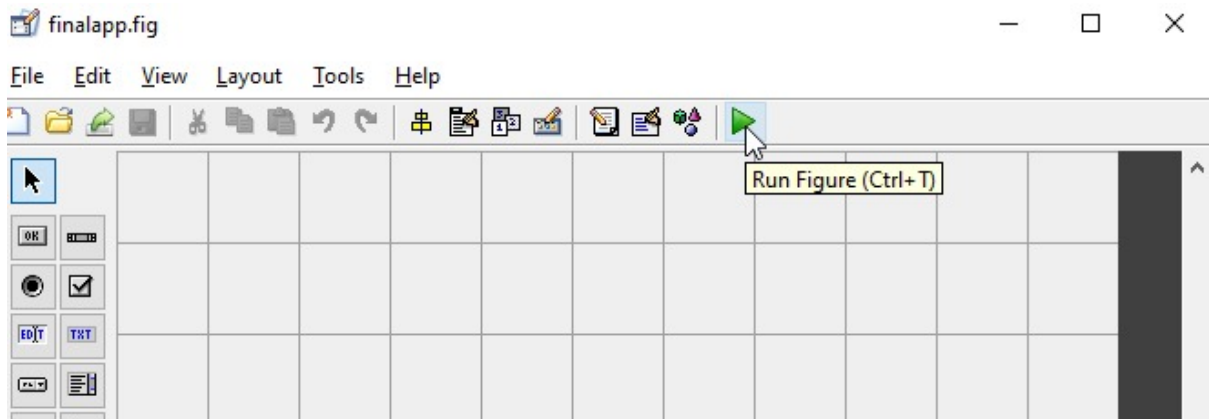 finalapp.fig
File Edit View Layout Tools Help
Run Figure (Ctrl+T)
OK
EDIT TXT